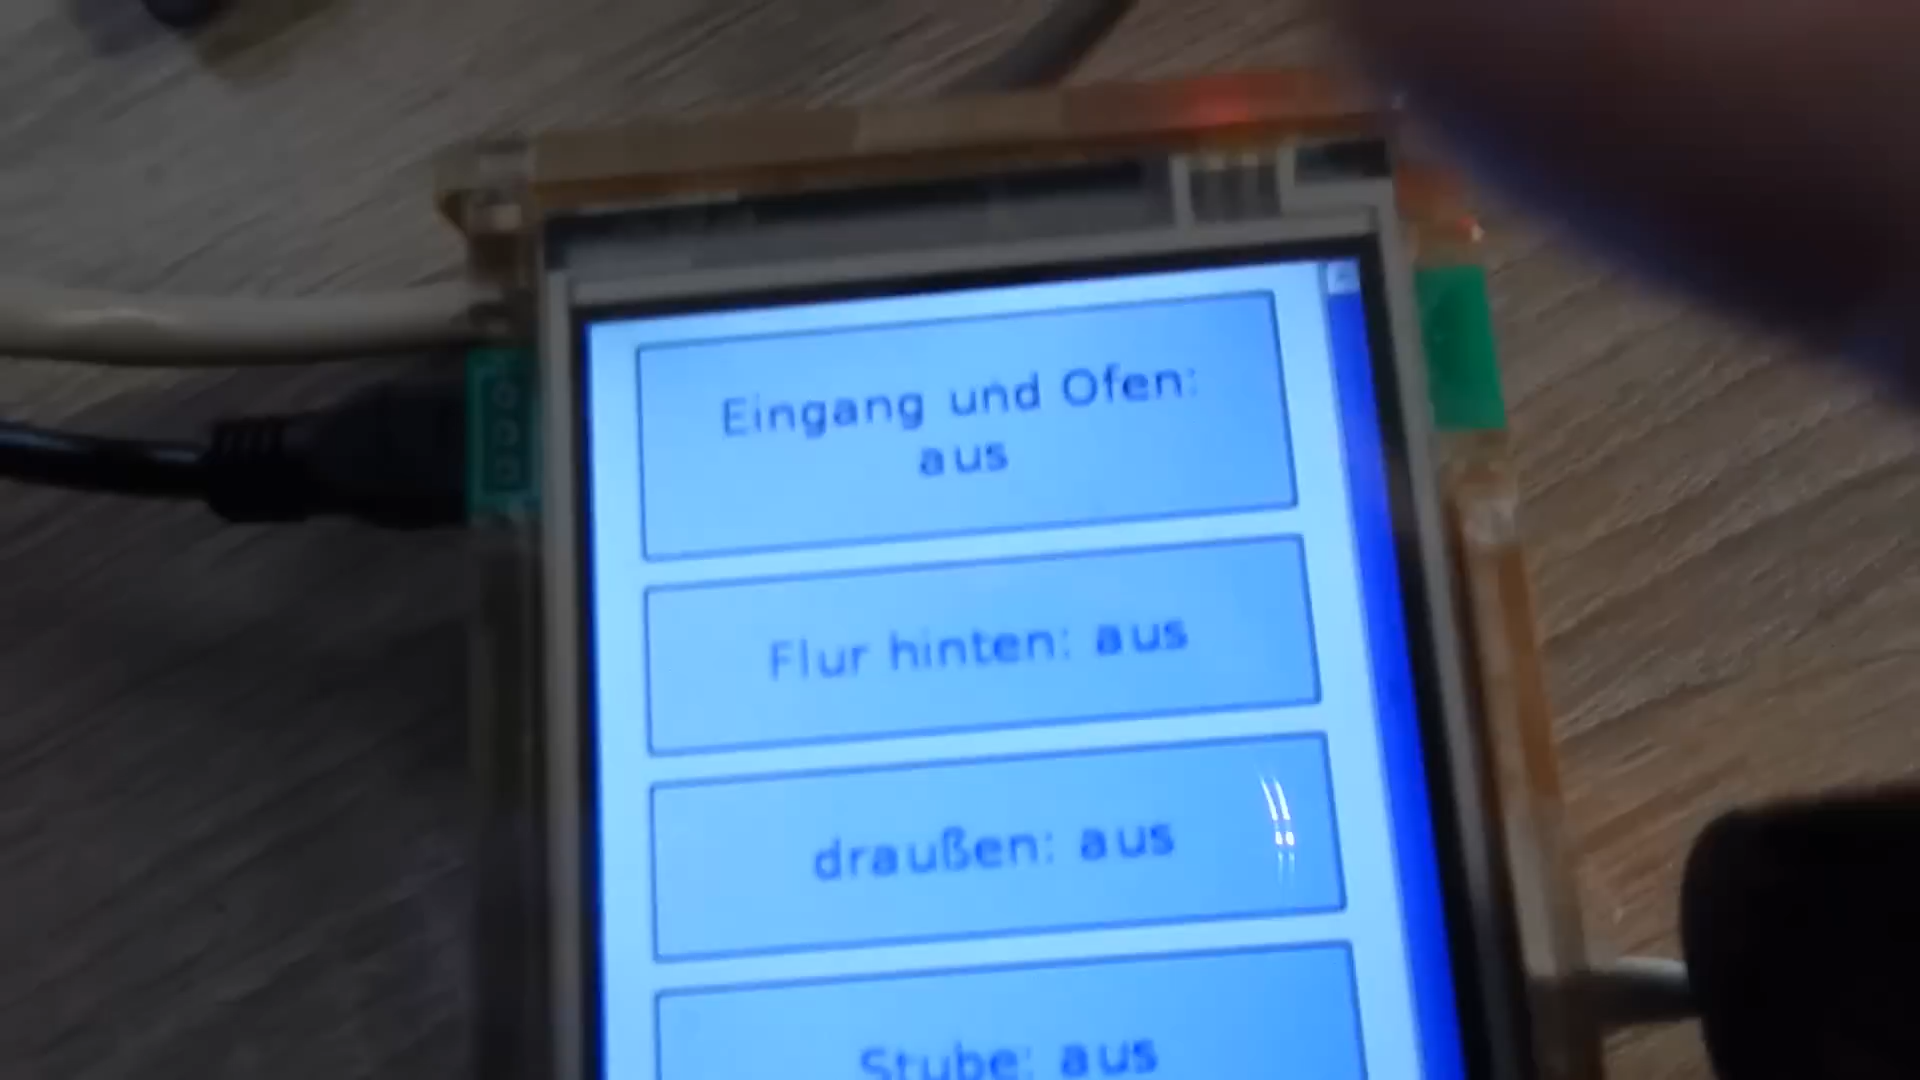 Eingang und Ofen:
aus
Flur hinten: aus
draußen: aus
Stube: aus